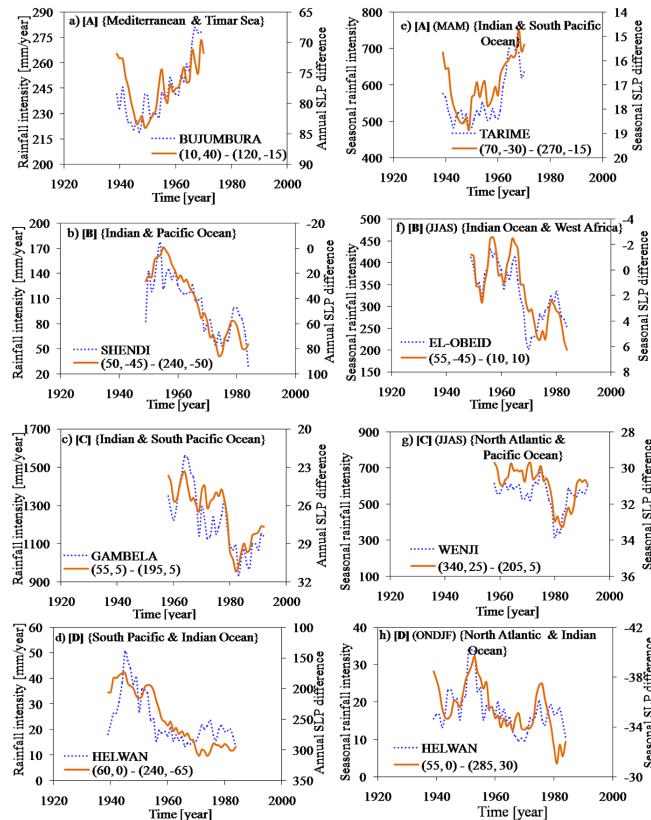 a) [A] {Mediterranean & Timar Sea}
Rainfall intensity [mm/year]
290
275
260
245
230
215
200
65
70
75
80
85
90
Annual SLP difference
BUJUMBURA
(10, 40) - (120, -15)
1920
1940
1960
1980
2000
Time [year]
e) [A] (MAM) {Indian & South Pacific
Ocean}
Seasonal rainfall intensity
800
700
600
500
400
14
15
16
17
18
19
20
Seasonal SLP difference
TARIME
(70, -30) - (270, -15)
1920
1940
1960
1980
2000
Time [year]
b) [B] {Indian & Pacific Ocean}
Rainfall intensity [mm/year]
170
140
110
80
50
20
-20
0
20
40
60
80
100
Annual SLP difference
SHENDI
(50, -45) - (240, -50)
1920
1940
1960
1980
2000
Time [year]
f) [B] (JJAS) {Indian Ocean & West Africa}
Seasonal rainfall intensity
500
450
400
350
300
250
200
150
-4
-2
0
2
4
6
8
Seasonal SLP difference
EL-OBEID
(55, -45) - (10, 10)
1920
1940
1960
1980
2000
Time [year]
c) [C] {Indian & South Pacific Ocean}
Rainfall intensity [mm/year]
1700
1500
1300
1100
900
Annual SLP difference
GAMBELA
(55, 5) - (195, 5)
1920
1940
1960
1980
2000
Time [year]
g) [C] (JJAS) {North Atlantic &
Pacific Ocean}
Seasonal rainfall intensity
900
700
500
300
100
28
30
32
34
36
Seasonal SLP difference
WENJI
(340, 25) - (205, 5)
1920
1940
1960
1980
2000
Time [year]
d) [D] {South Pacific & Indian Ocean}
Rainfall intensity [mm/year]
60
50
40
30
20
10
0
100
150
200
250
300
350
Annual SLP difference
HELWAN
(60, 0) - (240, -65)
1920
1940
1960
1980
2000
Time [year]
h) [D] (ONDJF) {North Atlantic & Indian
Ocean}
Seasonal rainfall intensity
40
30
20
10
0
-42
-38
-34
-30
Seasonal SLP difference
HELWAN
(55, 0) - (285, 30)
1920
1940
1960
1980
2000
Time [year]